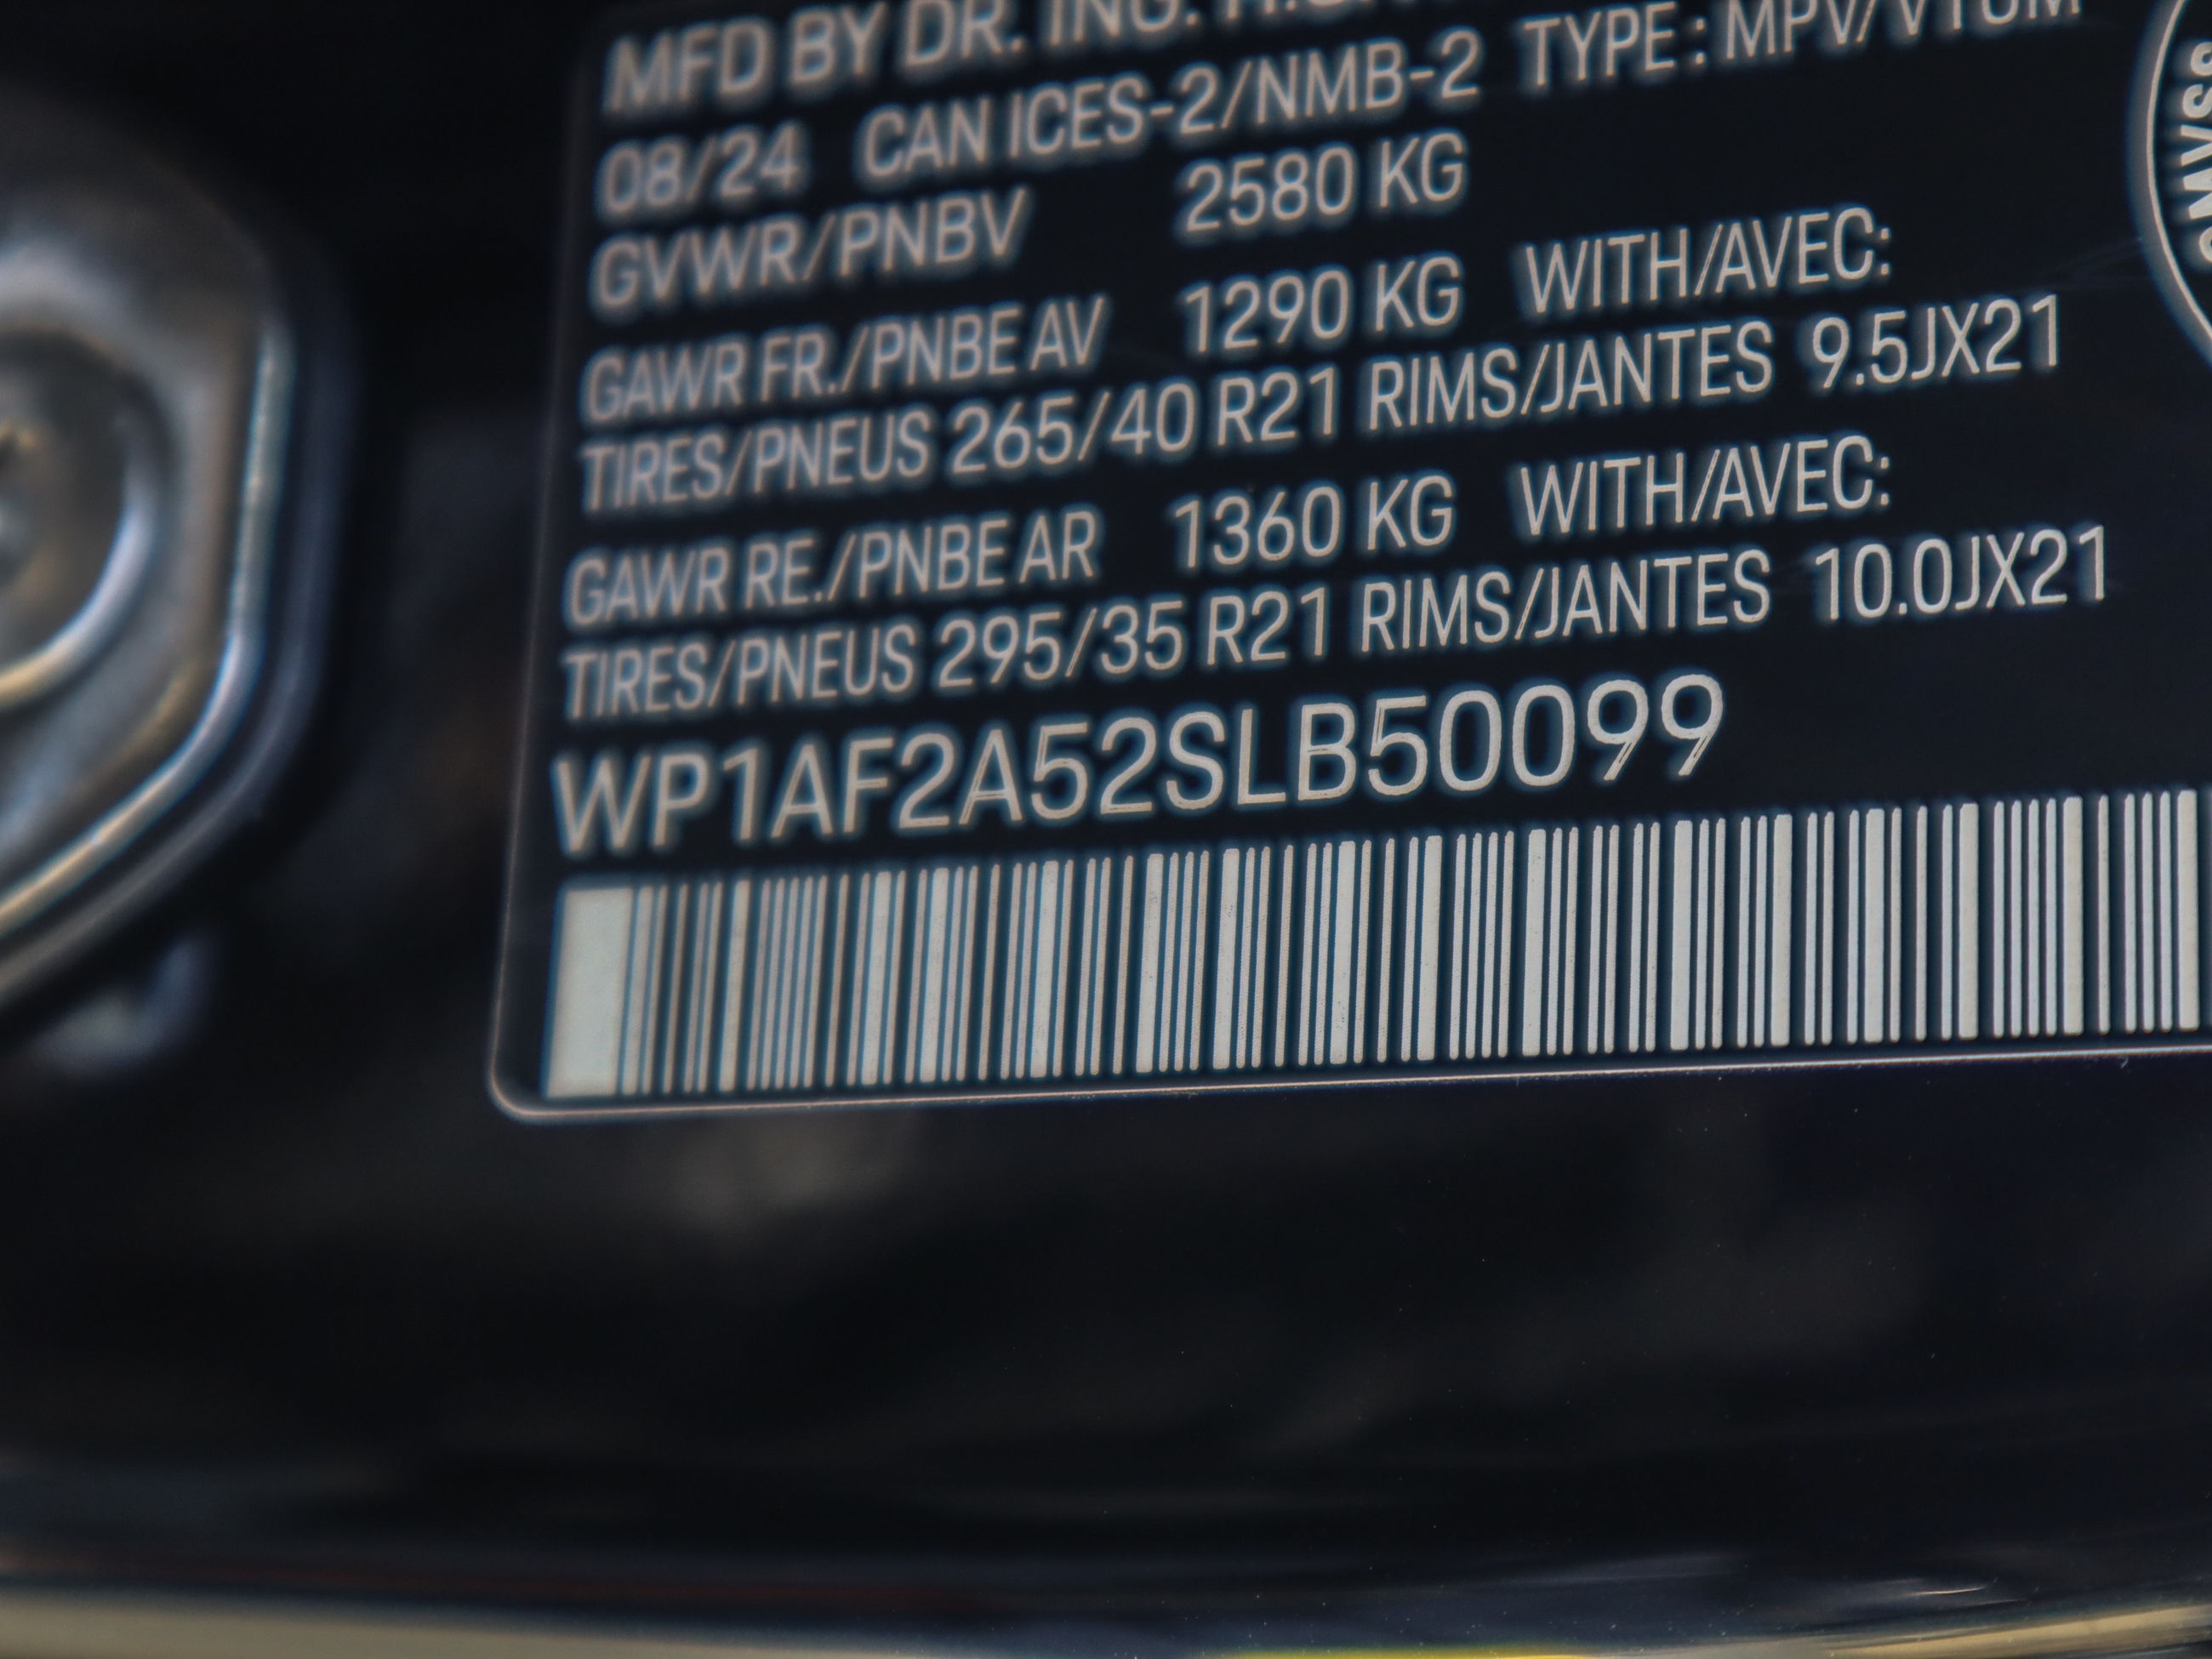 MFD BY DR. ING.
08/24 CAN ICES-2/NMB-2 TYPE : MPV/VTUM
GVWR/PNBV 2580 KG
GAWR FR./PNBE AV 1290 KG WITH/AVEC:
TIRES/PNEUS 265/40 R21 RIMS/JANTES 9.5JX21
GAWR RE./PNBE AR 1360 KG WITH/AVEC:
TIRES/PNEUS 295/35 R21 RIMS/JANTES 10.0JX21
WP1AF2A52SLB50099